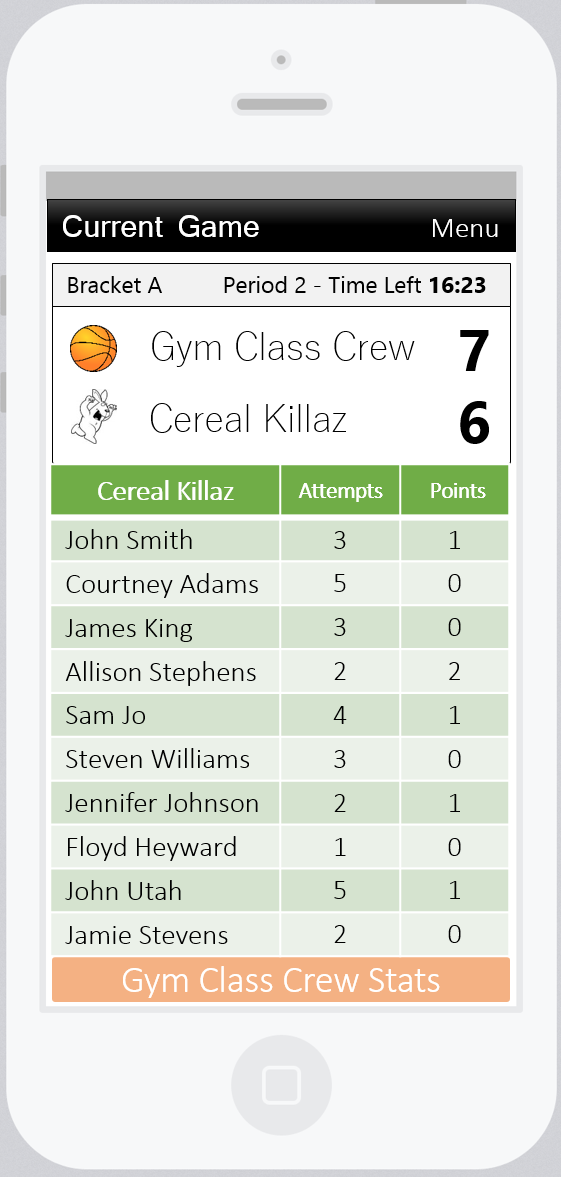 Current Game Menu
Bracket A Period 2 - Time Left 16:23
Gym Class Crew 7
Cereal Killaz 6
Cereal Killaz Attempts Points
John Smith 3 1
Courtney Adams 5 0
James King 3 0
Allison Stephens 2 2
Sam Jo 4 1
Steven Williams 3 0
Jennifer Johnson 2 1
Floyd Heyward 1 0
John Utah 5 1
Jamie Stevens 2 0
Gym Class Crew Stats